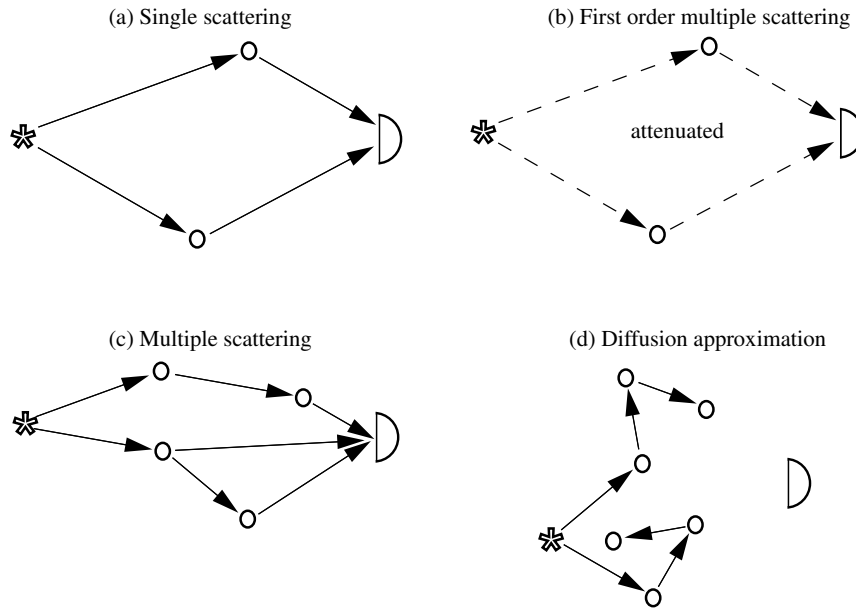 (a) Single scattering
(b) First order multiple scattering
attenuated
(c) Multiple scattering
(d) Diffusion approximation